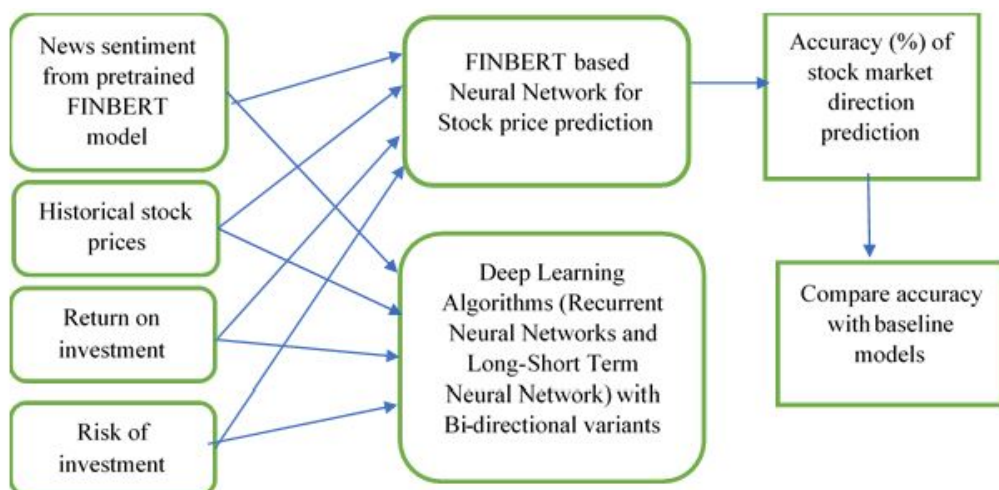 News sentiment
from pretrained
FINBERT
model
Historical stock
prices
Return on
investment
Risk of
investment
FINBERT based
Neural Network for
Stock price prediction
Deep Learning
Algorithms (Recurrent
Neural Networks and
Long-Short Term
Neural Network) with
Bi-directional variants
Accuracy (%) of
stock market
direction
prediction
Compare accuracy
with baseline
models